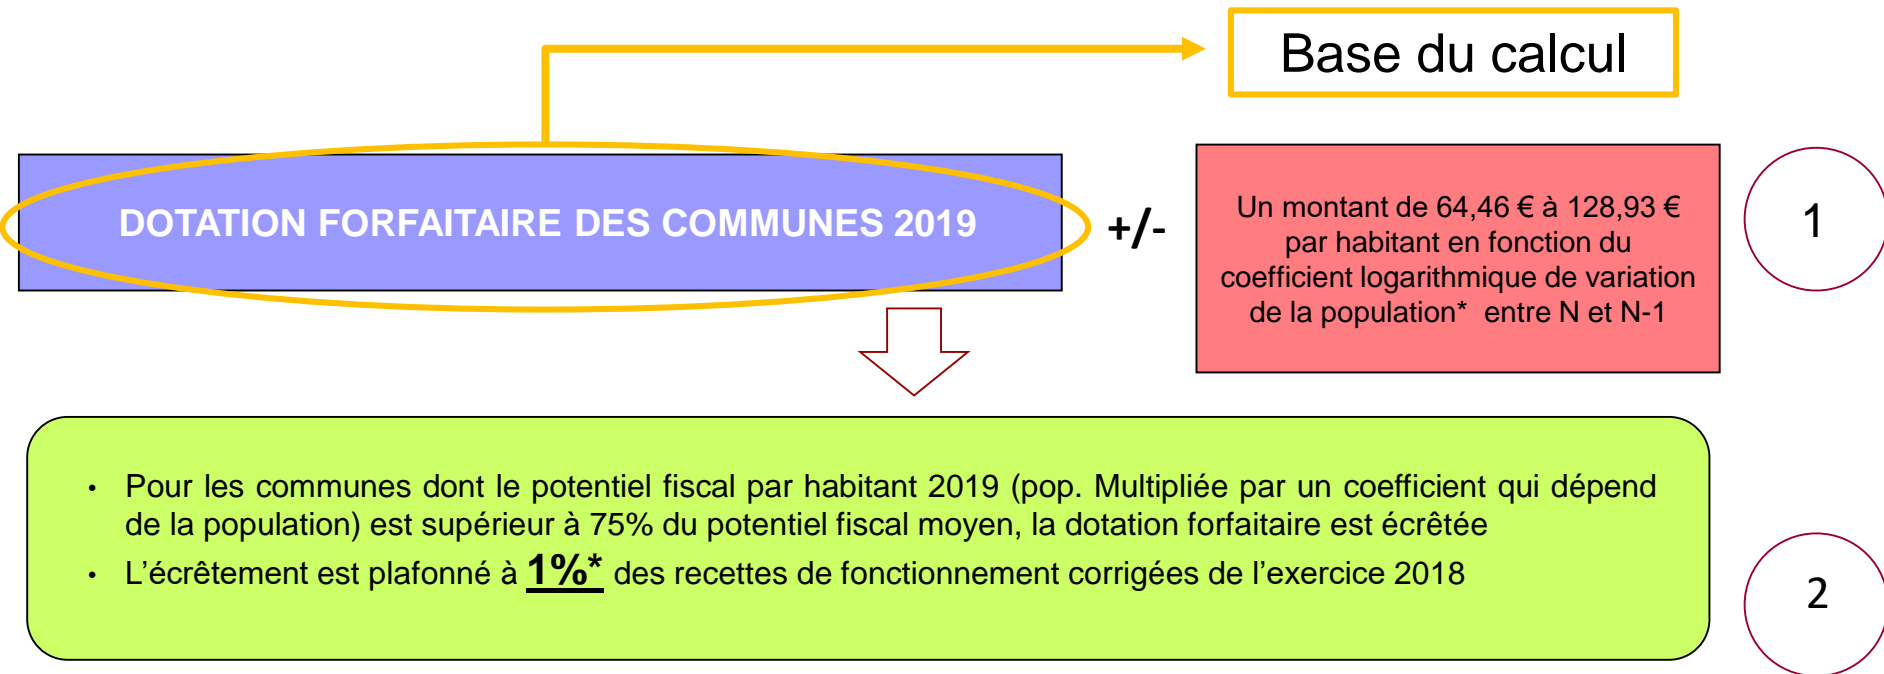 Base du calcul
DOTATION FORFAITAIRE DES COMMUNES 2019
+/-
Un montant de 64,46 € à 128,93 €
par habitant en fonction du
coefficient logarithmique de variation
de la population* entre N et N-1
1
• Pour les communes dont le potentiel fiscal par habitant 2019 (pop. Multipliée par un coefficient qui dépend
de la population) est supérieur à 75% du potentiel fiscal moyen, la dotation forfaitaire est écrêtée
• L’écrêtement est plafonné à 1%* des recettes de fonctionnement corrigées de l’exercice 2018
2